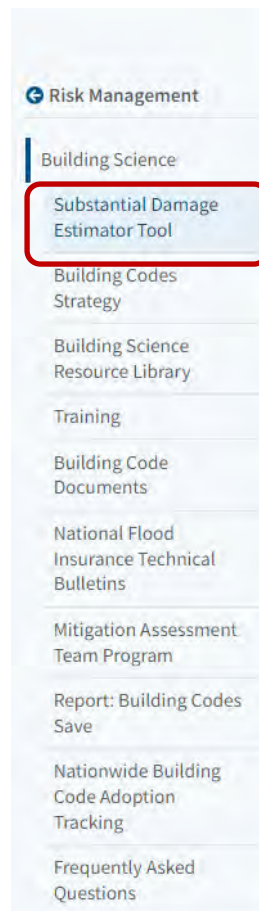 Risk Management
Building Science
Substantial Damage
Estimator Tool
Building Codes
Strategy
Building Science
Resource Library
Training
Building Code
Documents
National Flood
Insurance Technical
Bulletins
Mitigation Assessment
Team Program
Report: Building Codes
Save
Nationwide Building
Code Adoption
Tracking
Frequently Asked
Questions